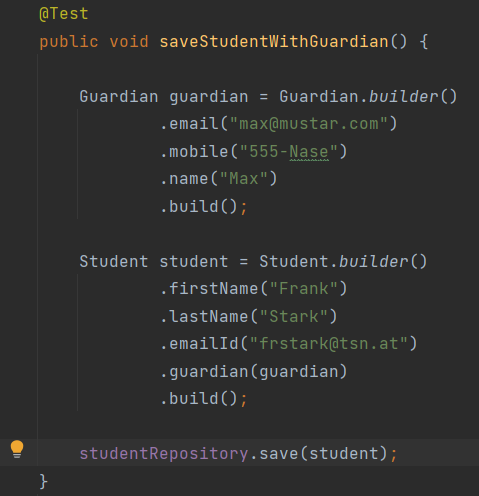 @Test
public void saveStudentWithGuardian() {
Guardian guardian = Guardian.builder()
.email("max@mustar.com")
.mobile("555-Nase")
.name("Max")
.build();
Student student = Student.builder()
.firstName("Frank")
.lastName("Stark")
.emailId("frstark@tsn.at")
.guardian(guardian)
.build();
studentRepository.save(student);
}